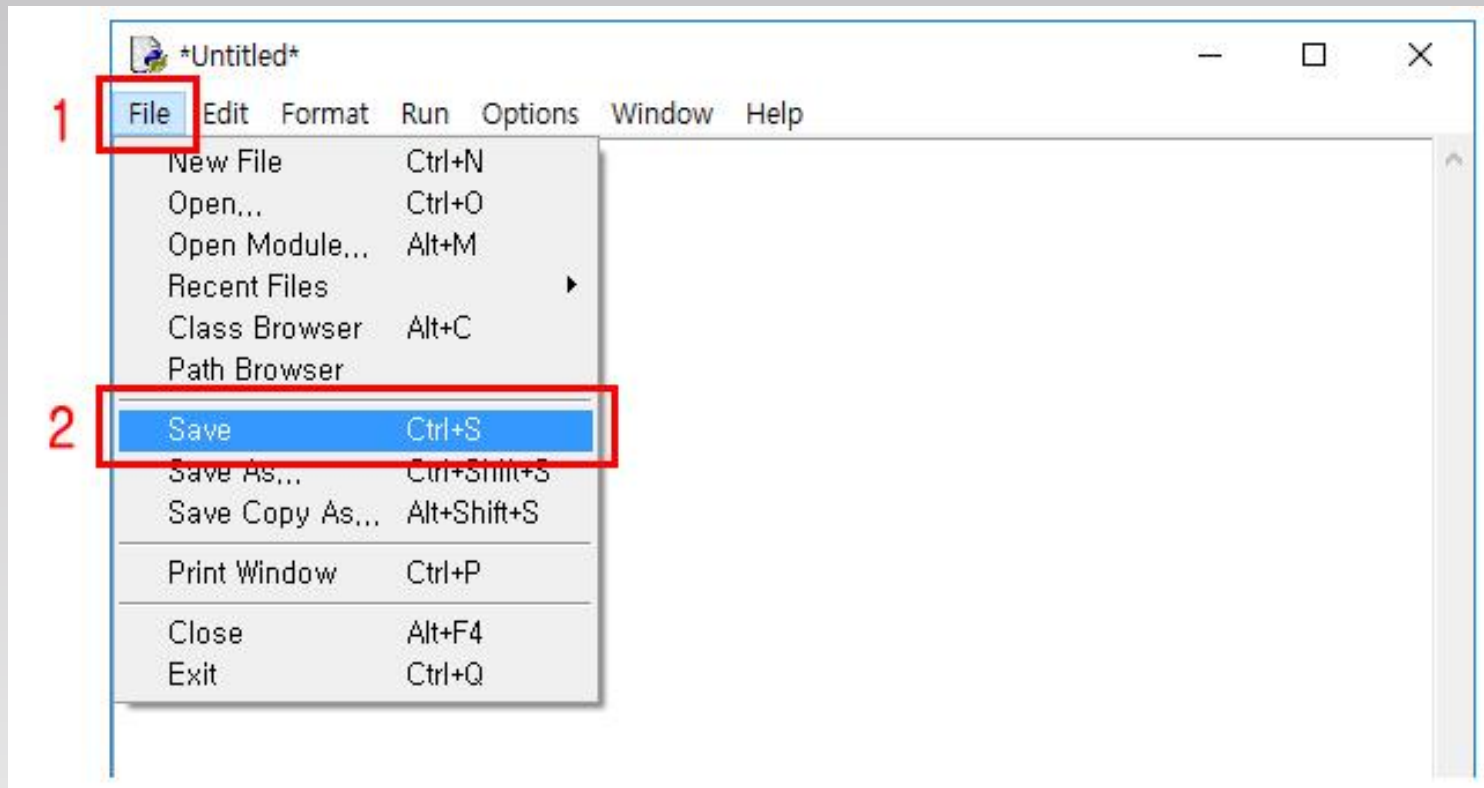 *Untitled*
1
File Edit Format Run Options Window Help
New File Ctrl+N
Open... Ctrl+O
Open Module... Alt+M
Recent Files
Class Browser Alt+C
Path Browser
2
Save Ctrl+S
Save As... Ctrl+Shift+S
Save Copy As... Alt+Shift+S
Print Window Ctrl+P
Close Alt+F4
Exit Ctrl+Q